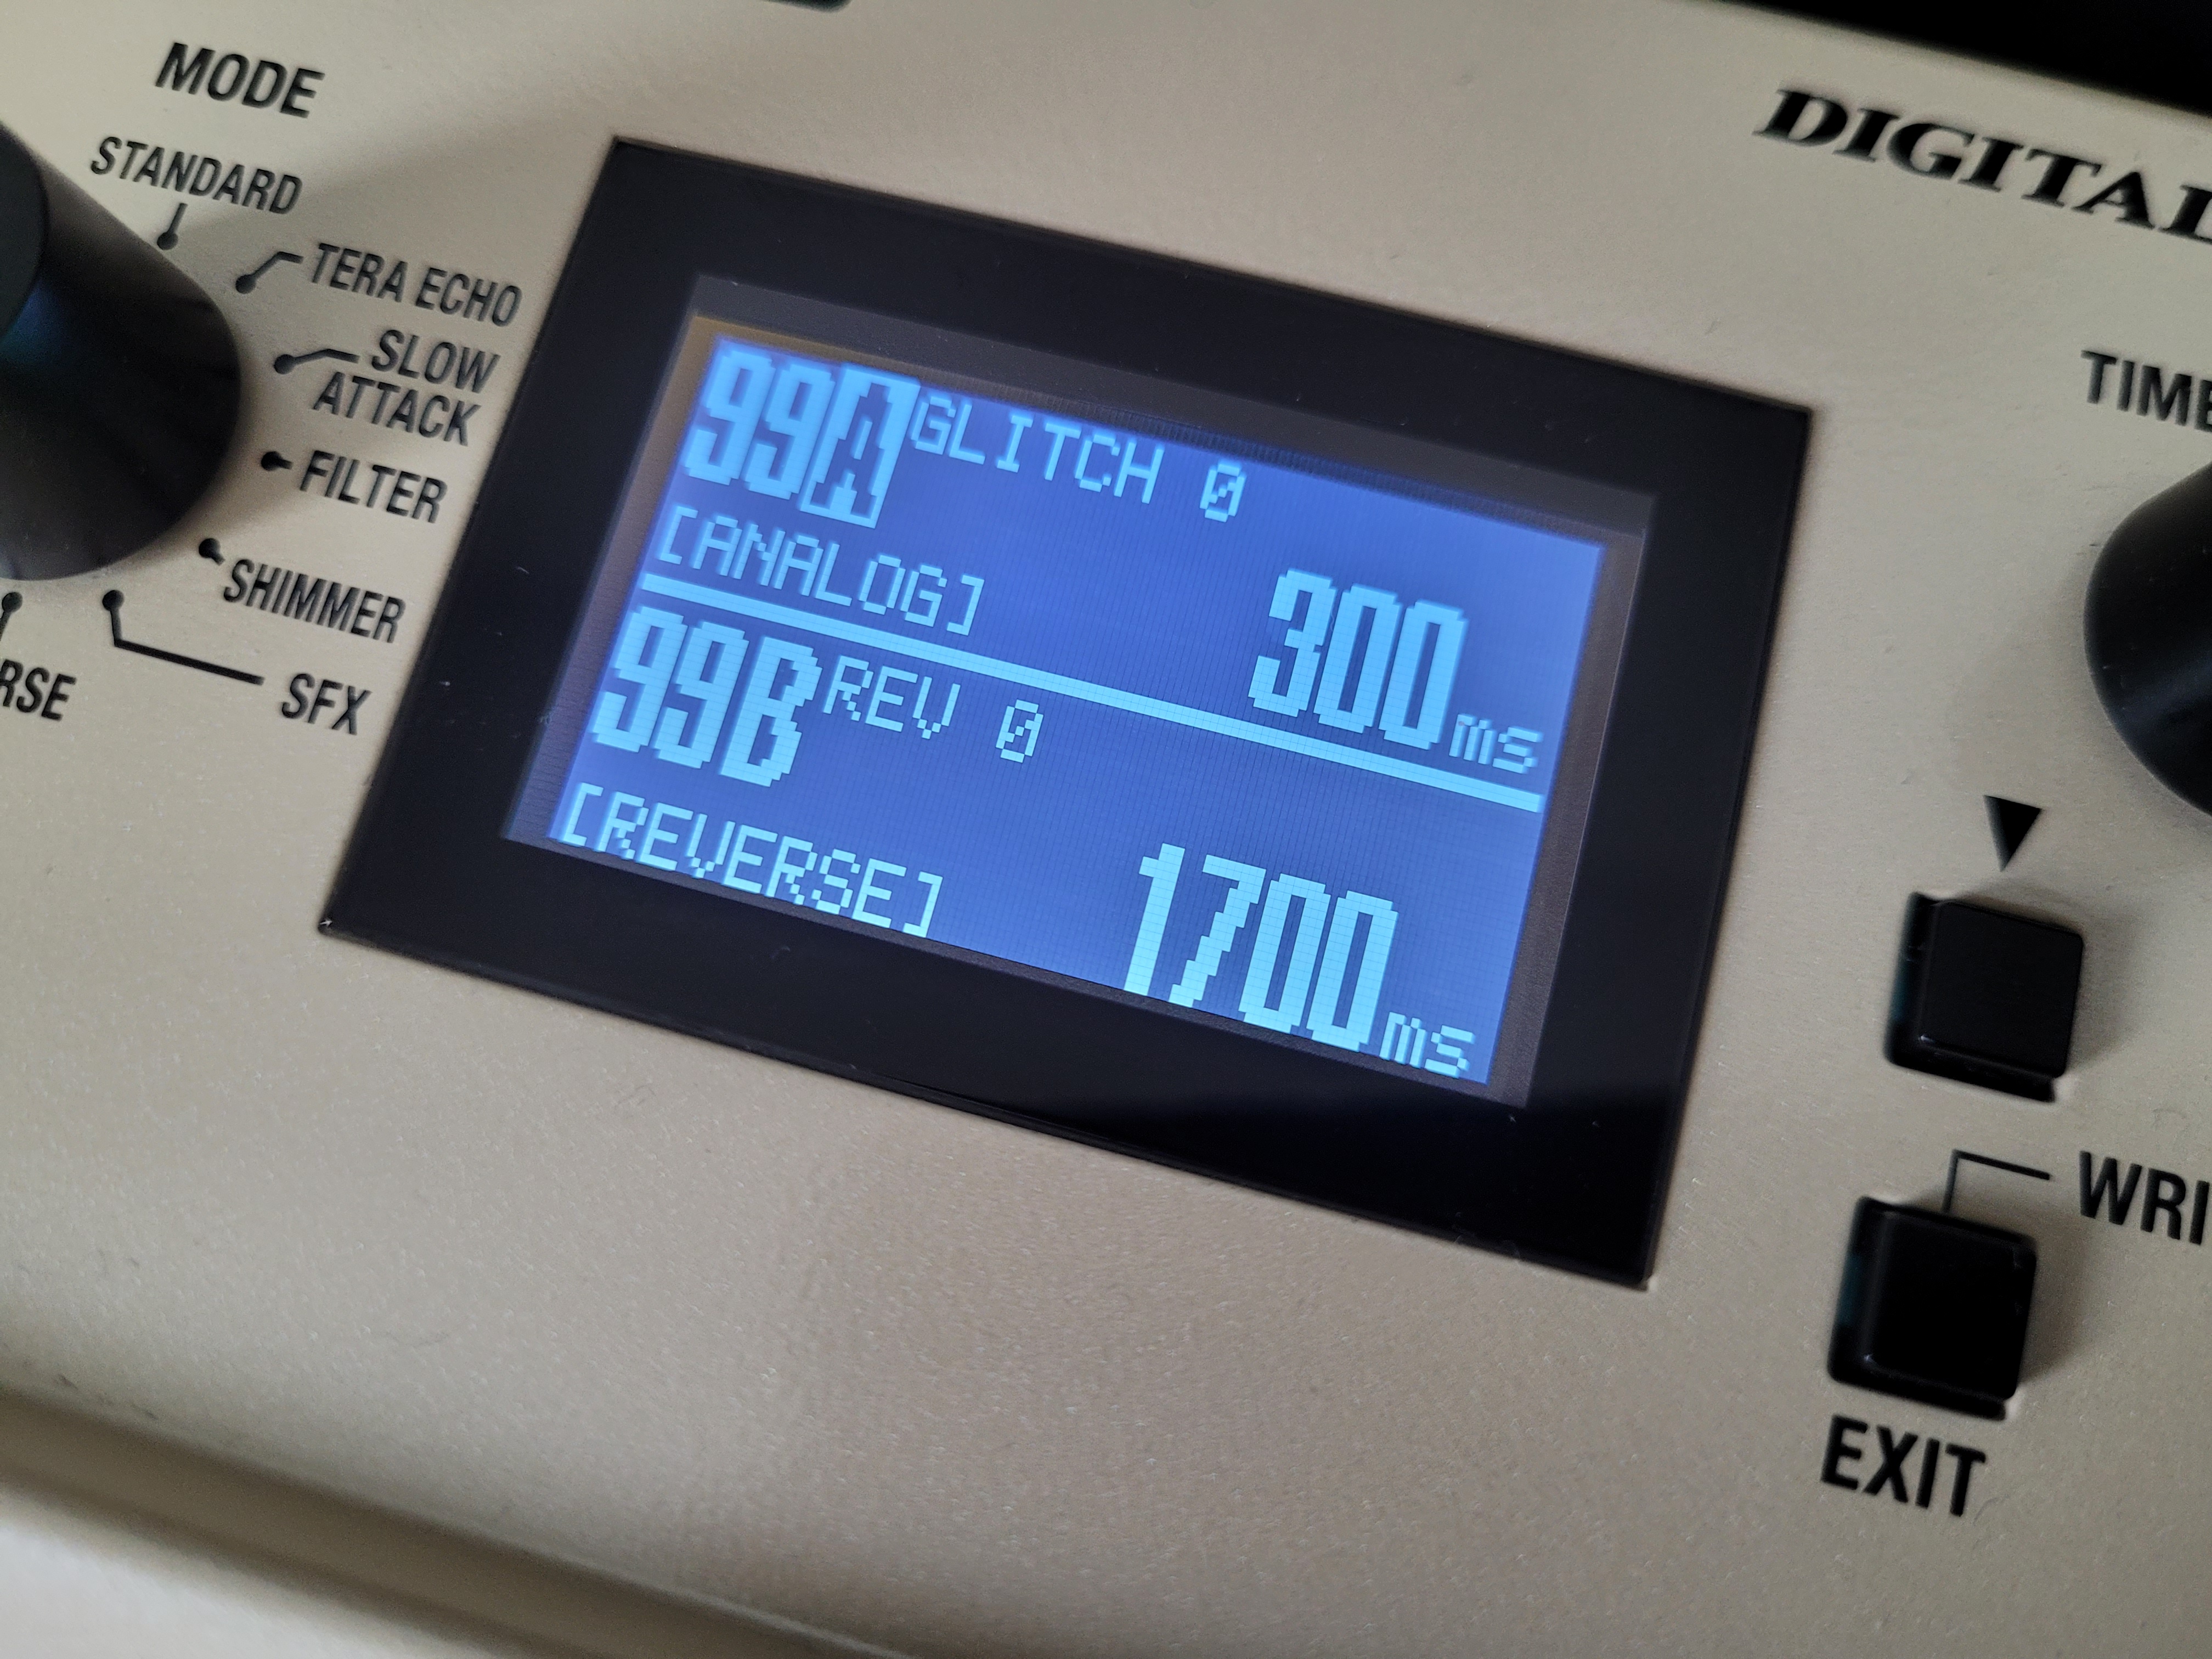 MODE
STANDARD
TERA ECHO
SLOW
ATTACK
FILTER
SHIMMER
SFX
RSE
99A GLITCH 0
[ANALOG] 300ms
99B REV 0
[REVERSE] 1700ms
DIGITAL
TIME
WRI
EXIT